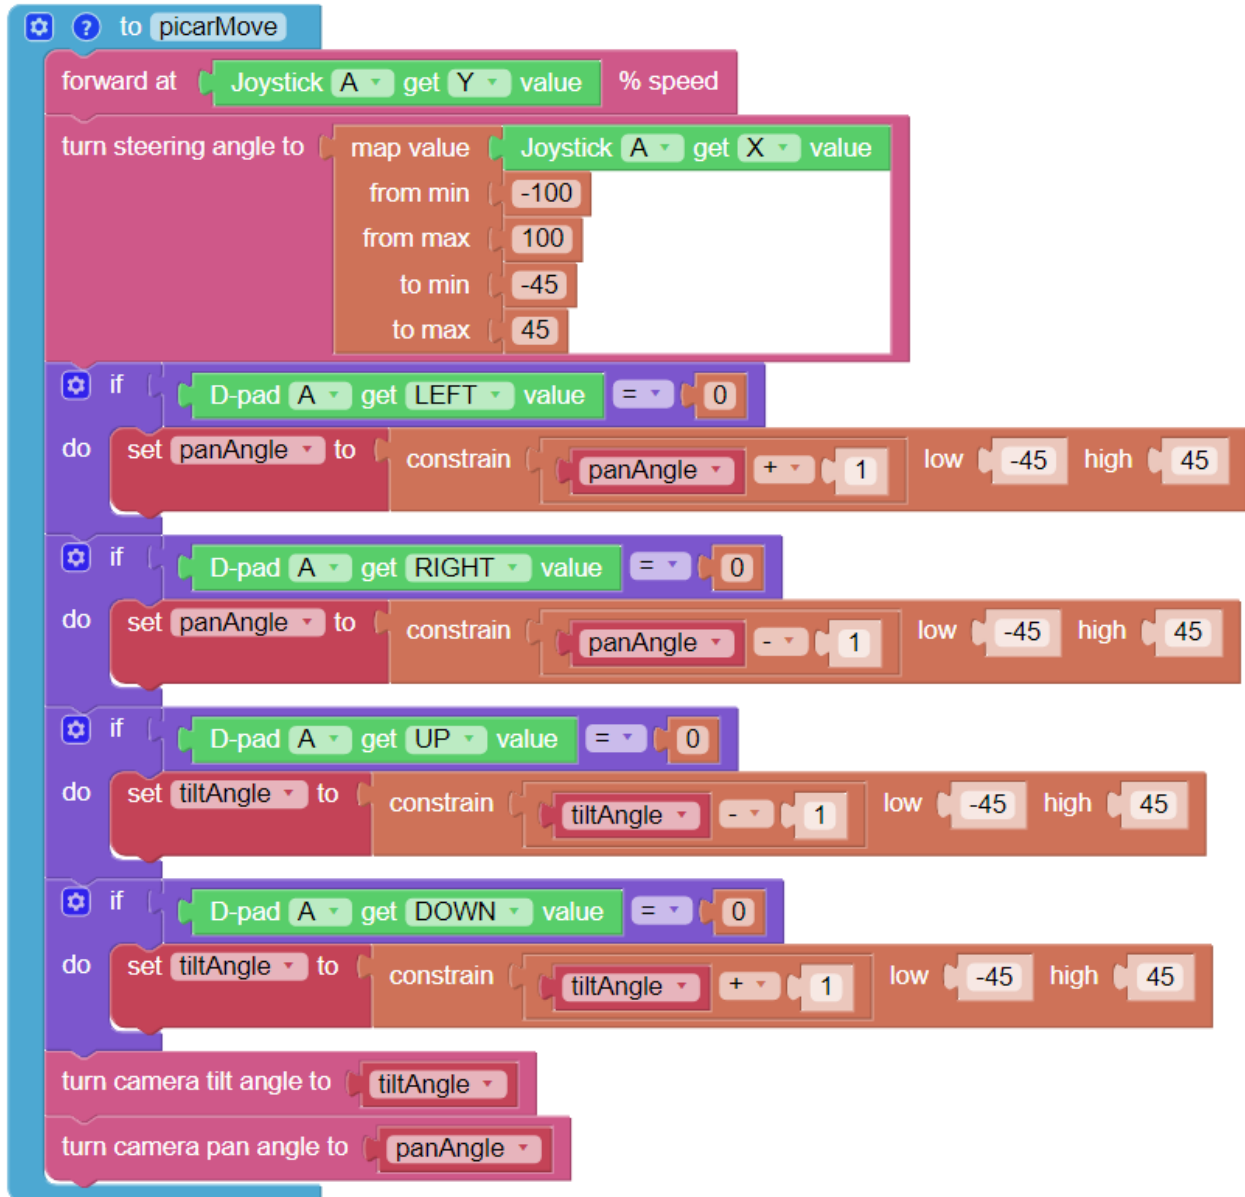 ? to picarMove
forward at Joystick A get Y value % speed
turn steering angle to map value Joystick A get X value
from min -100
from max 100
to min -45
to max 45
if D-pad A get LEFT value = 0
do set panAngle to constrain panAngle + 1 low -45 high 45
if D-pad A get RIGHT value = 0
do set panAngle to constrain panAngle - 1 low -45 high 45
if D-pad A get UP value = 0
do set tiltAngle to constrain tiltAngle - 1 low -45 high 45
if D-pad A get DOWN value = 0
do set tiltAngle to constrain tiltAngle + 1 low -45 high 45
turn camera tilt angle to tiltAngle
turn camera pan angle to panAngle